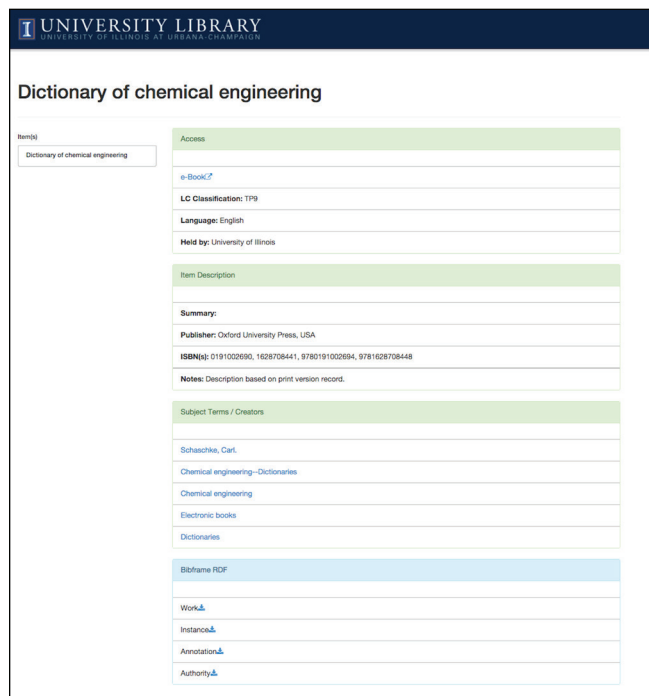 I UNIVERSITY LIBRARY
UNIVERSITY OF ILLINOIS AT URBANA-CHAMPAIGN
Dictionary of chemical engineering
Item(s)
Dictionary of chemical engineering
Access
e-Book
LC Classification: TP9
Language: English
Held by: University of Illinois
Item Description
Summary:
Publisher: Oxford University Press, USA
ISBN(s): 0191002690, 1628708441, 9780191002694, 9781628708448
Notes: Description based on print version record.
Subject Terms / Creators
Schaschke, Carl.
Chemical engineering--Dictionaries
Chemical engineering
Electronic books
Dictionaries
Bibframe RDF
Work
Instance
Annotation
Authority